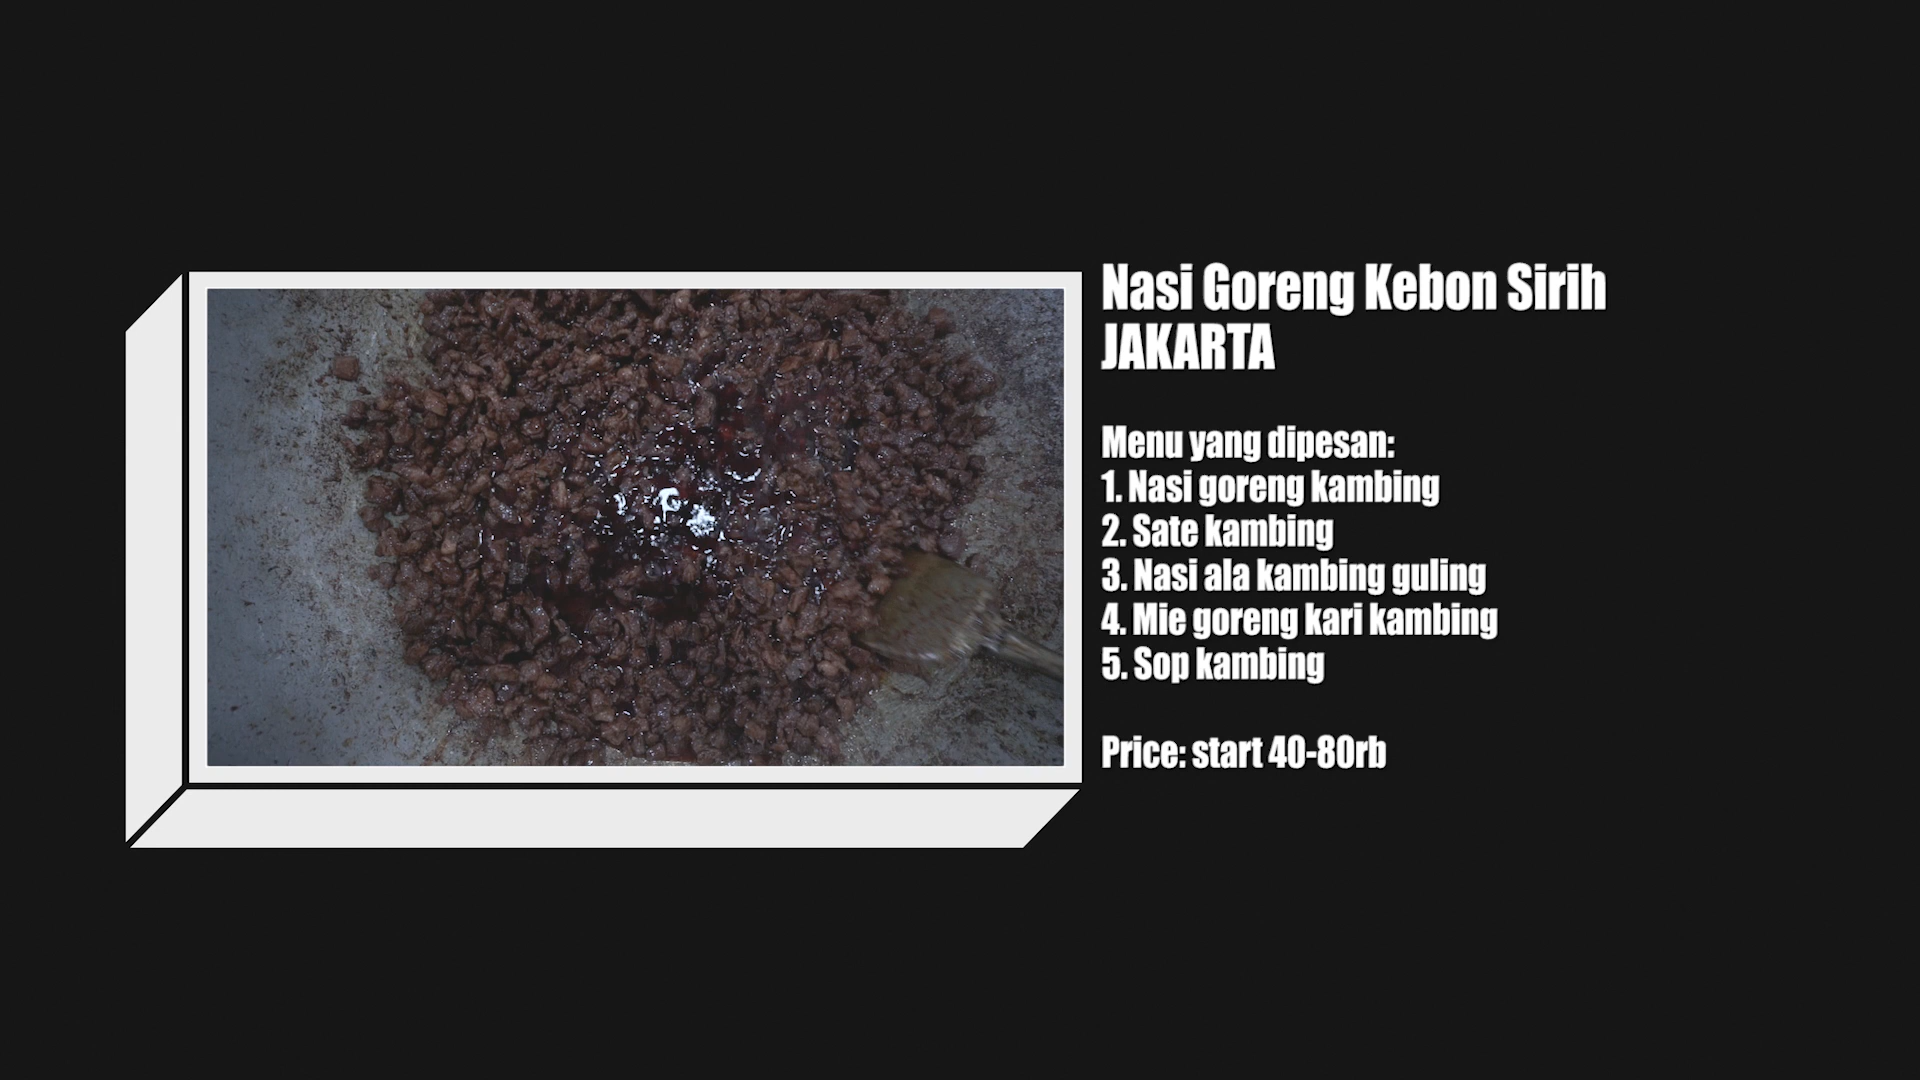 Nasi Goreng Kebon Sirih
JAKARTA
Menu yang dipesan:
1. Nasi goreng kambing
2. Sate kambing
3. Nasi ala kambing guling
4. Mie goreng kari kambing
5. Sop kambing
Price: start 40-80rb